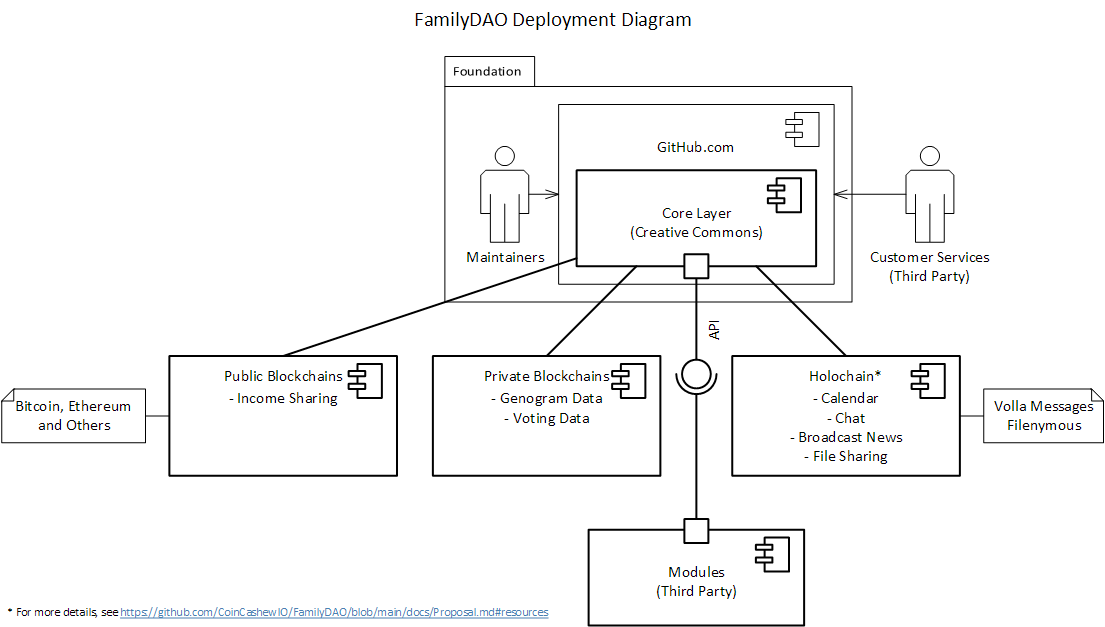 FamilyDAO Deployment Diagram
Foundation
GitHub.com
Core Layer
(Creative Commons)
Maintainers
Customer Services
(Third Party)
API
Public Blockchains
- Income Sharing
Private Blockchains
- Genogram Data
- Voting Data
Holochain*
- Calendar
- Chat
- Broadcast News
- File Sharing
Bitcoin, Ethereum
and Others
Volla Messages
Filenymous
Modules
(Third Party)
* For more details, see https://github.com/CoinCashewIO/FamilyDAO/blob/main/docs/Proposal.md#resources